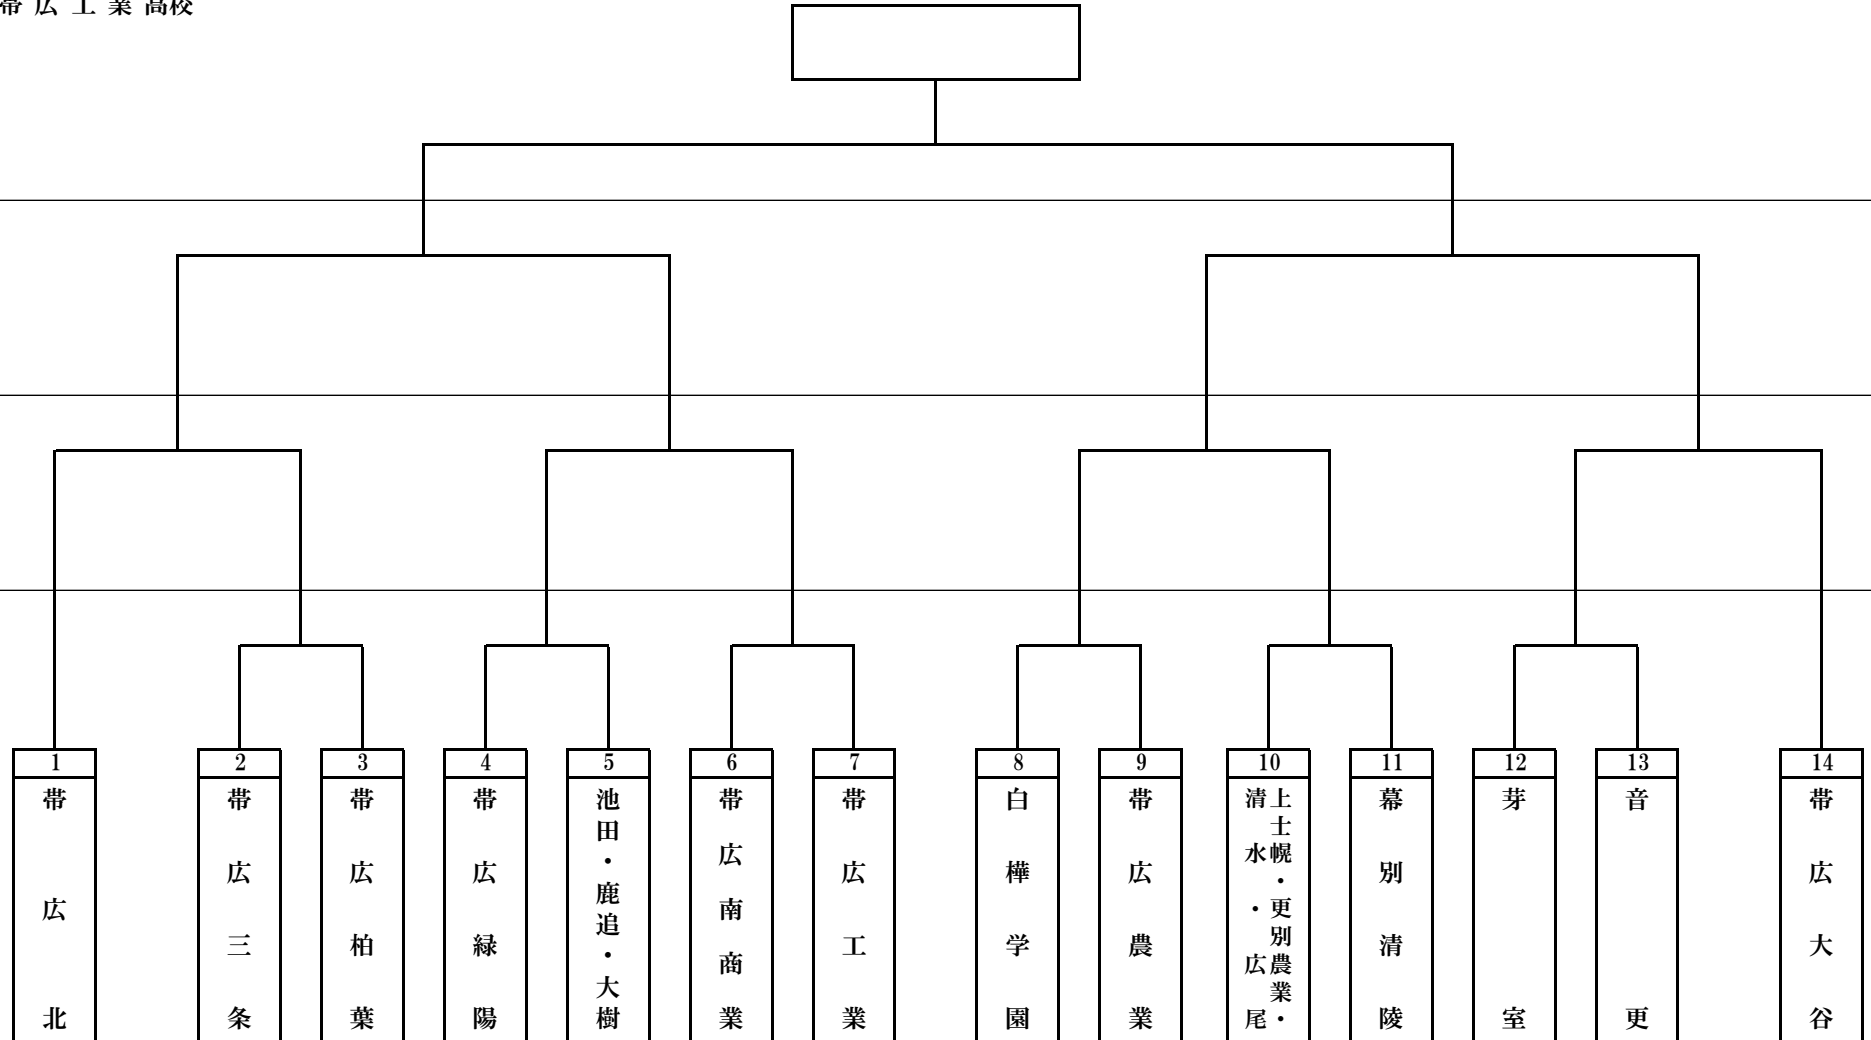 帯広工業高校
1
帯広北
2
帯広三条
3
帯広柏葉
4
帯広緑陽
5
池田・鹿追・大樹
6
帯広南商業
7
帯広工業
8
白樺学園
9
帯広農業
10
上士幌・更別農業・
清水・広尾
11
幕別清陵
12
芽室
13
音更
14
帯広大谷